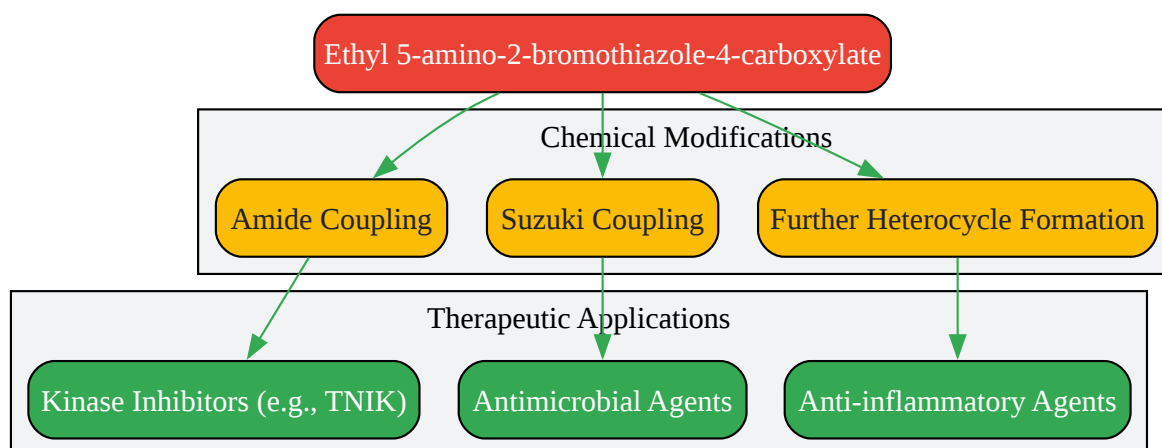 Ethyl 5-amino-2-bromothiazole-4-carboxylate
Chemical Modifications
Amide Coupling
Suzuki Coupling
Further Heterocycle Formation
Therapeutic Applications
Kinase Inhibitors (e.g., TNIK)
Antimicrobial Agents
Anti-inflammatory Agents